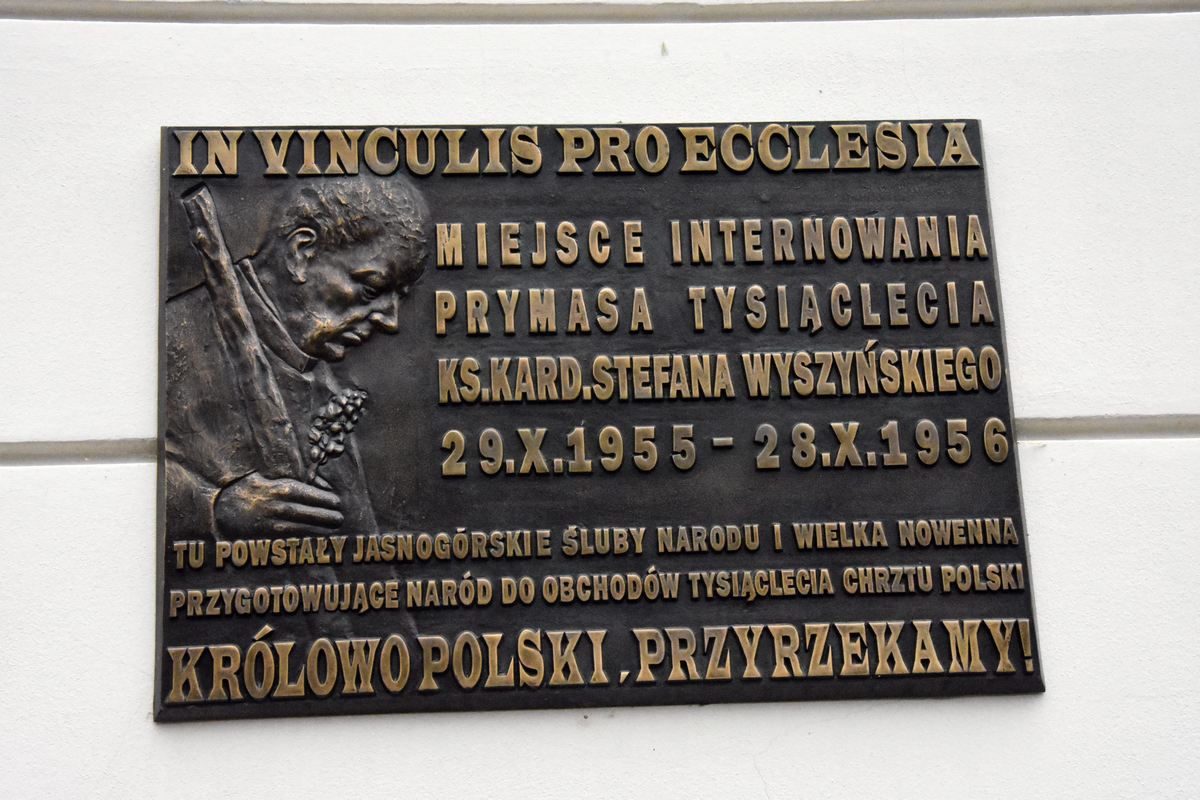 IN VINCULIS PRO ECCLESIA
MIEJSCE INTERNOWANIA
PRYMASA TYSIĄCLECIA
KS.KARD.STEFANA WYSZYŃSKIEGO
29.X.1955 - 28.X.1956
TU POWSTAŁY JASNOGÓRSKIE ŚLUBY NARODU I WIELKA NOWENNA
PRZYGOTOWUJĄCE NARÓD DO OBCHODÓW TYSIĄCLECIA CHRZTU POLSKI
KRÓLOWO POLSKI, PRZYRZEKAMY!